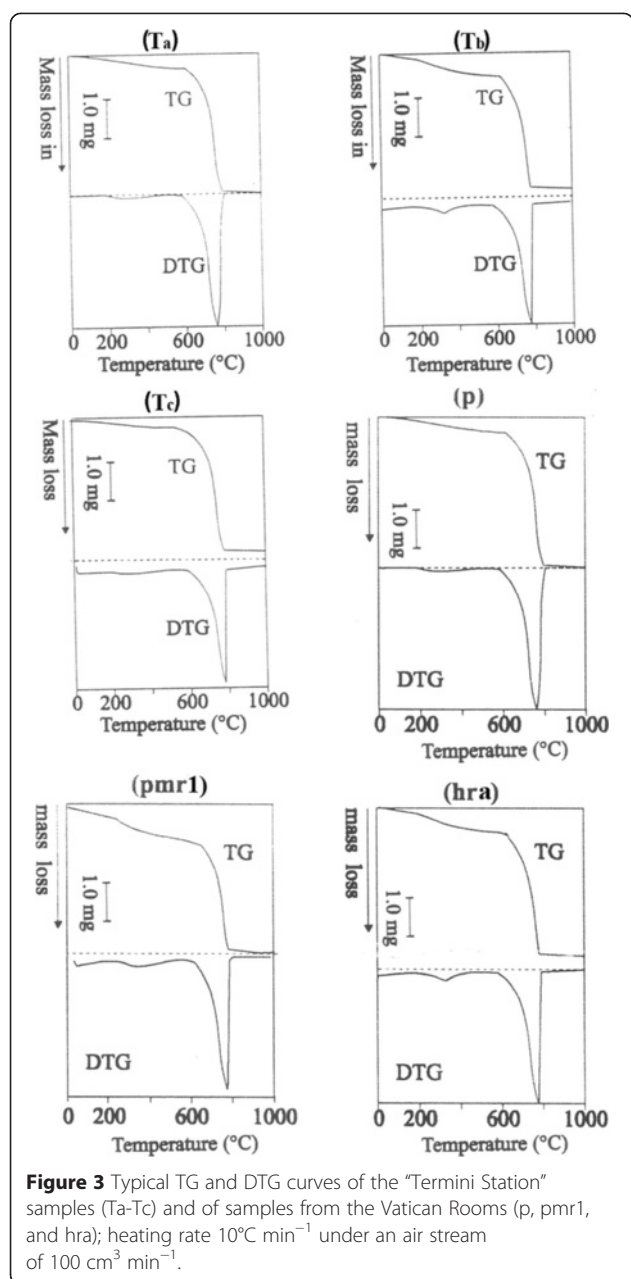 (Ta)
Mass loss in
1.0 mg
TG
DTG
0 200 600 1000
Temperature (°C)
(Tb)
Mass loss in
1.0 mg
TG
DTG
0 200 600 1000
Temperature (°C)
(Tc)
Mass loss
1.0 mg
TG
DTG
0 200 600 1000
Temperature (°C)
(p)
mass loss
1.0 mg
TG
DTG
0 200 600 1000
Temperature (°C)
(pmr1)
mass loss
1.0 mg
TG
DTG
0 200 600 1000
Temperature (°C)
(hra)
mass loss
1.0 mg
TG
DTG
0 200 600 1000
Temperature (°C)
Figure 3 Typical TG and DTG curves of the “Termini Station”
samples (Ta-Tc) and of samples from the Vatican Rooms (p, pmr1,
and hra); heating rate 10°C min⁻¹ under an air stream
of 100 cm³ min⁻¹.